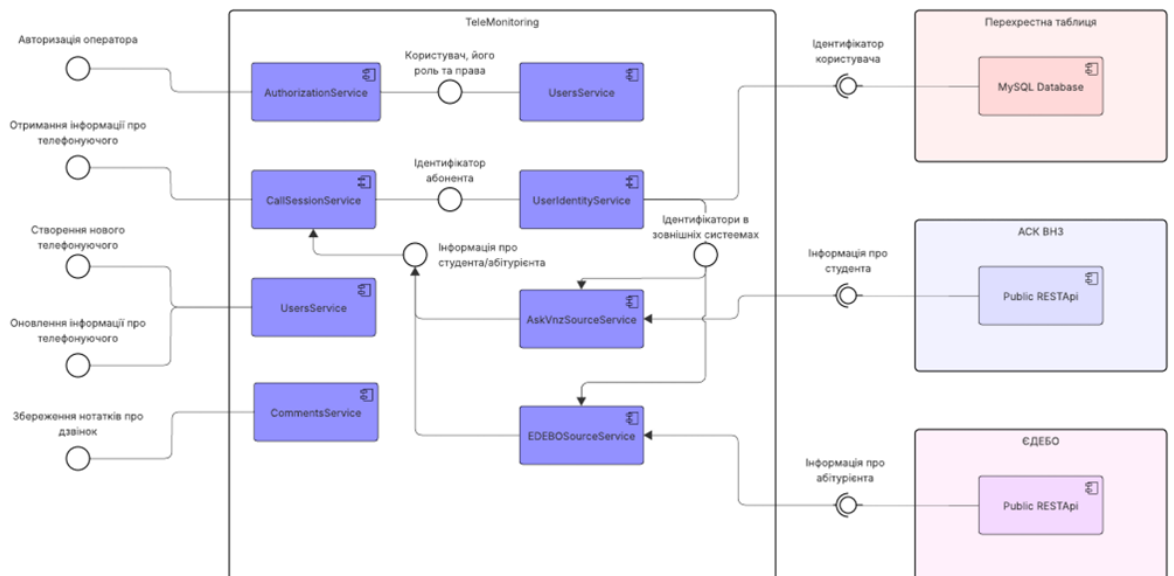 TeleMonitoring
Перехрестна таблиця
Авторизація оператора
Користувач, його
роль та права
Ідентифікатор
користувача
AuthorizationService
UsersService
MySQL Database
Отримання інформації про
телефонуючого
Ідентифікатор
абонента
CallSessionService
UserIdentityService
Ідентифікатори в
зовнішніх систеемах
Створення нового
телефонуючого
Інформація про
студента/абітурієнта
АСК ВНЗ
Інформація про
студента
Public RESTApi
UsersService
AskVnzSourceService
Оновлення інформації про
телефонуючого
Збереження нотатків про
дзвінок
CommentsService
EDEBOSourceService
ЄДЕБО
Інформація про
абітурієнта
Public RESTApi